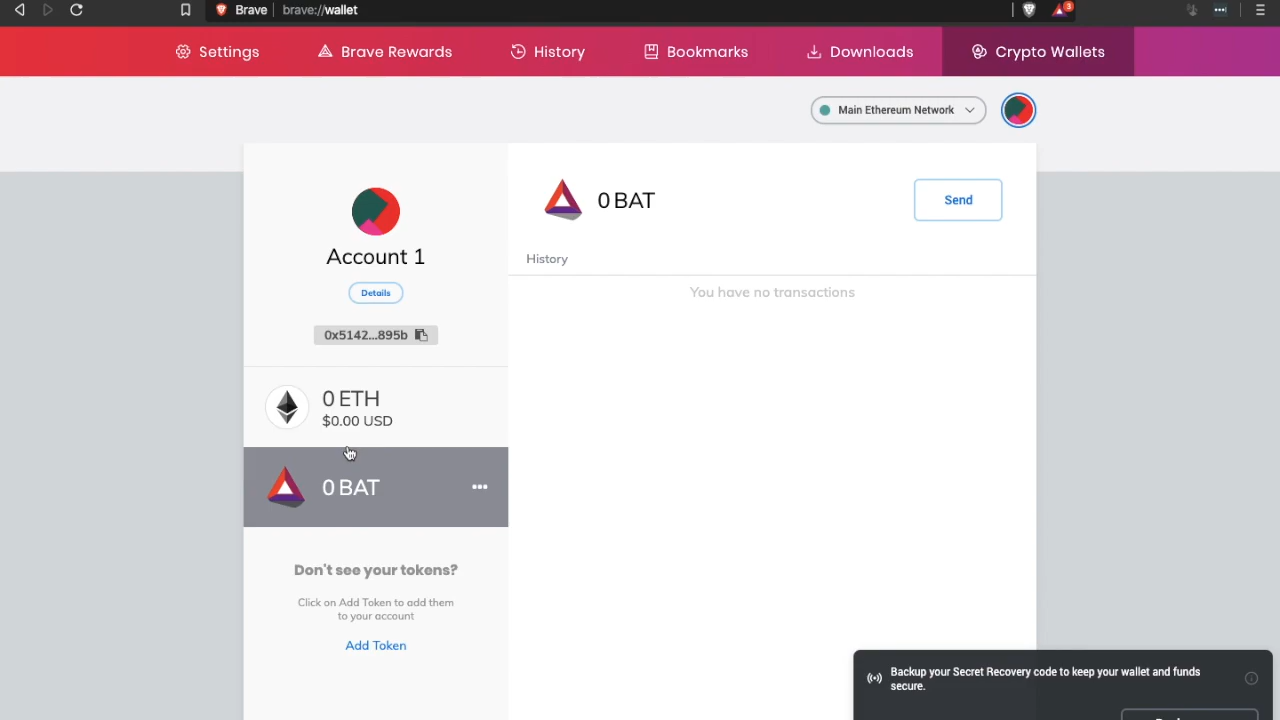 Brave brave://wallet 3
Settings Brave Rewards History Bookmarks Downloads Crypto Wallets
Main Ethereum Network
Account 1
Details
0x5142...895b
0 ETH
$0.00 USD
0 BAT
Don't see your tokens?
Click on Add Token to add them
to your account
Add Token
0 BAT
Send
History
You have no transactions
Backup your Secret Recovery code to keep your wallet and funds
secure.